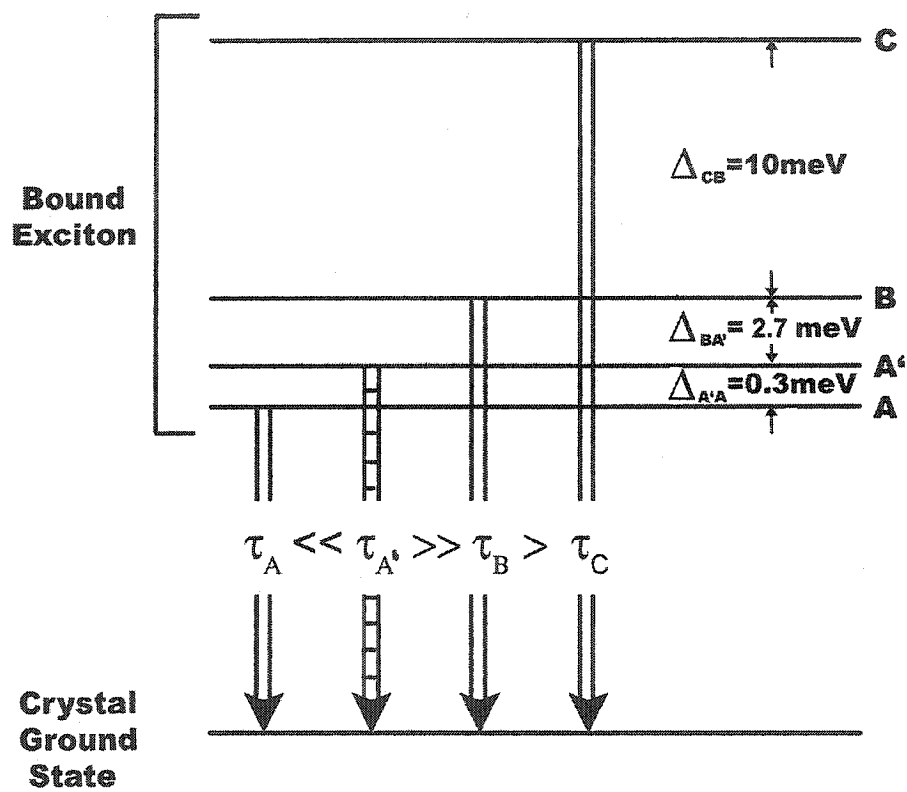 C
Δ_CB=10meV
Bound
Exciton
B
Δ_BA'= 2.7 meV
A'
Δ_A'A=0.3meV
A
τ_A << τ_A' >> τ_B > τ_C
Crystal
Ground
State